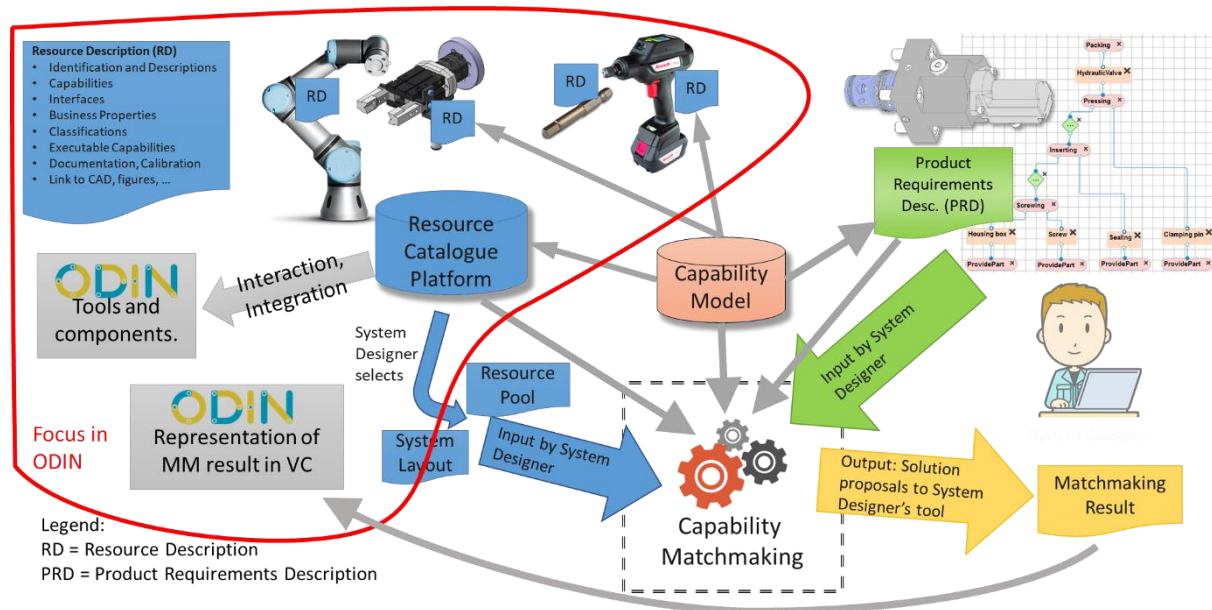 Resource Description (RD)
• Identification and Descriptions
• Capabilities
• Interfaces
• Business Properties
• Classifications
• Executable Capabilities
• Documentation, Calibration
• Link to CAD, figures, ...
RD
RD
RD
RD
Packing ×
HydraulicValve ×
Pressing ×
...
Inserting ×
...
Screwing ×
Housing box ×
Screw ×
Sealing ×
Clamping pin ×
ProvidePart ×
ProvidePart ×
ProvidePart ×
ProvidePart ×
Product
Requirements
Desc. (PRD)
Resource
Catalogue
Platform
Capability
Model
Interaction,
Integration
ODIN
Tools and
components.
System
Designer
selects
Resource
Pool
System
Layout
Input by System
Designer
Input by System
Designer
ODIN
Representation of
MM result in VC
Focus in
ODIN
System Designer
Output: Solution
proposals to System
Designer's tool
Matchmaking
Result
Capability
Matchmaking
Legend:
RD = Resource Description
PRD = Product Requirements Description